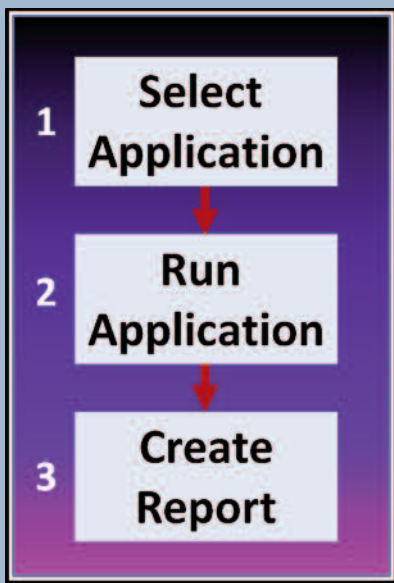 1
Select
Application
2
Run
Application
3
Create
Report